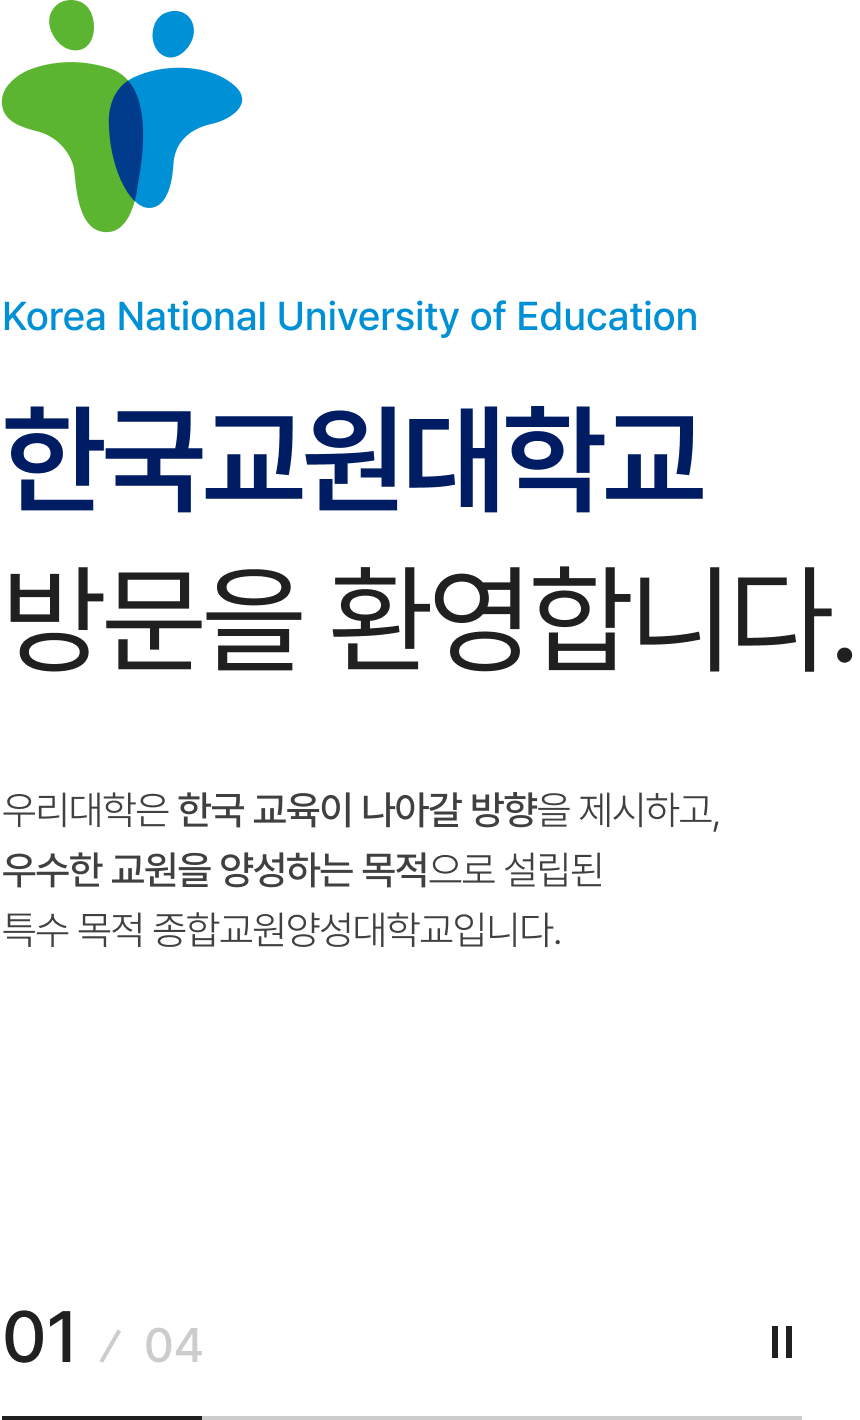 Korea National University of Education
한국교원대학교
방문을 환영합니다.
우리대학은 한국 교육이 나아갈 방향을 제시하고,
우수한 교원을 양성하는 목적으로 설립된
특수 목적 종합교원양성대학교입니다.
01 / 04